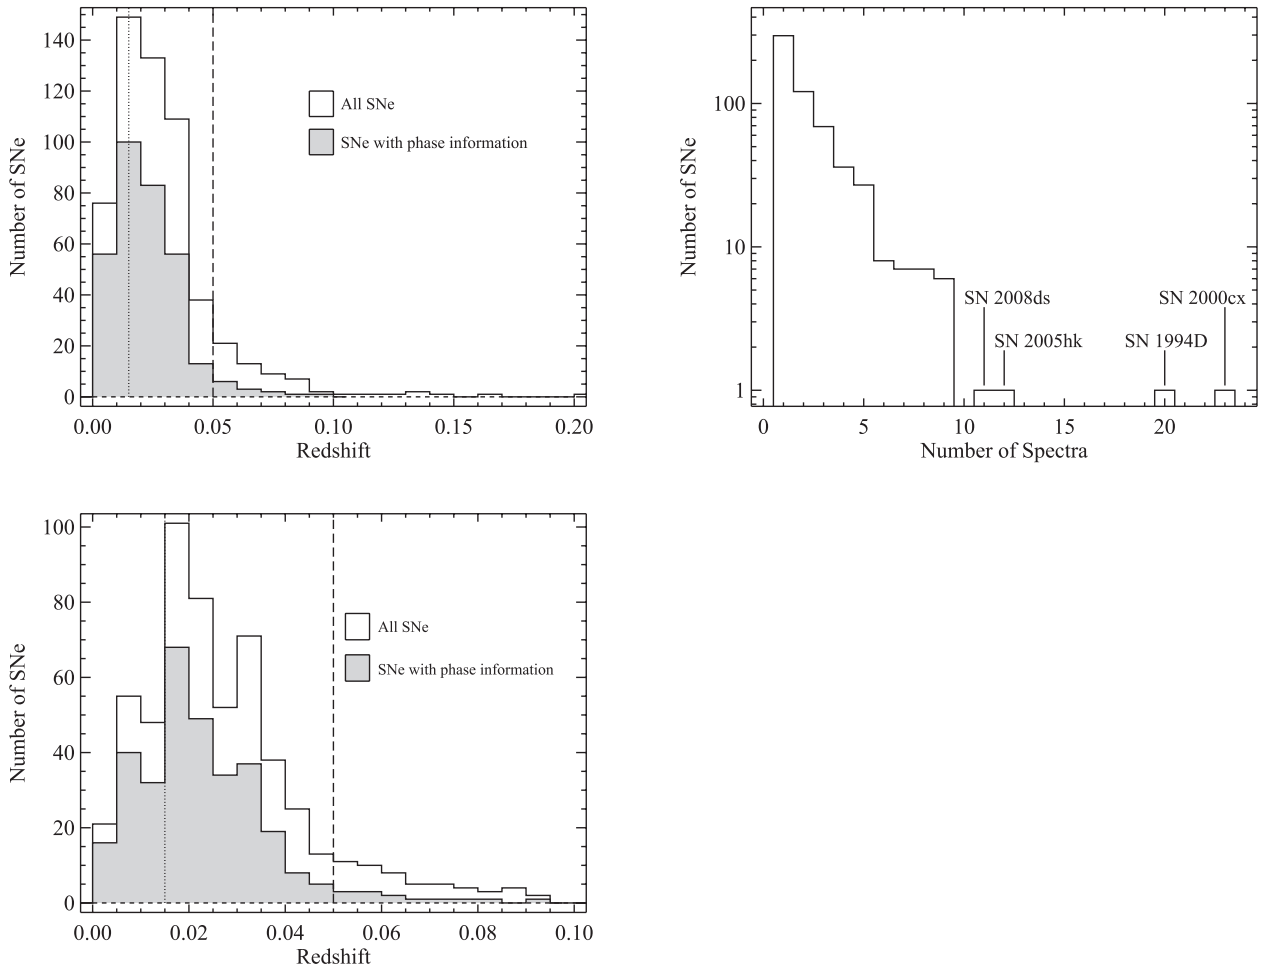 140
120
100
80
60
40
20
0
Number of SNe
All SNe
SNe with phase information
0.00 0.05 0.10 0.15 0.20
Redshift
100
10
1
Number of SNe
SN 2008ds
SN 2000cx
SN 2005hk
SN 1994D
0 5 10 15 20
Number of Spectra
100
80
60
40
20
0
Number of SNe
All SNe
SNe with phase information
0.00 0.02 0.04 0.06 0.08 0.10
Redshift